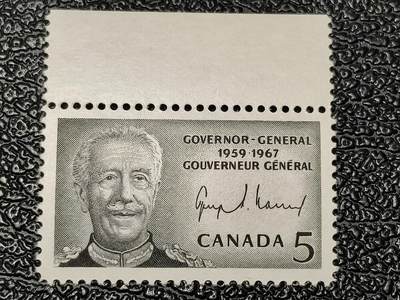 GOVERNOR-GENERAL
1959·1967
GOUVERNEUR GÉNÉRAL
CANADA 5